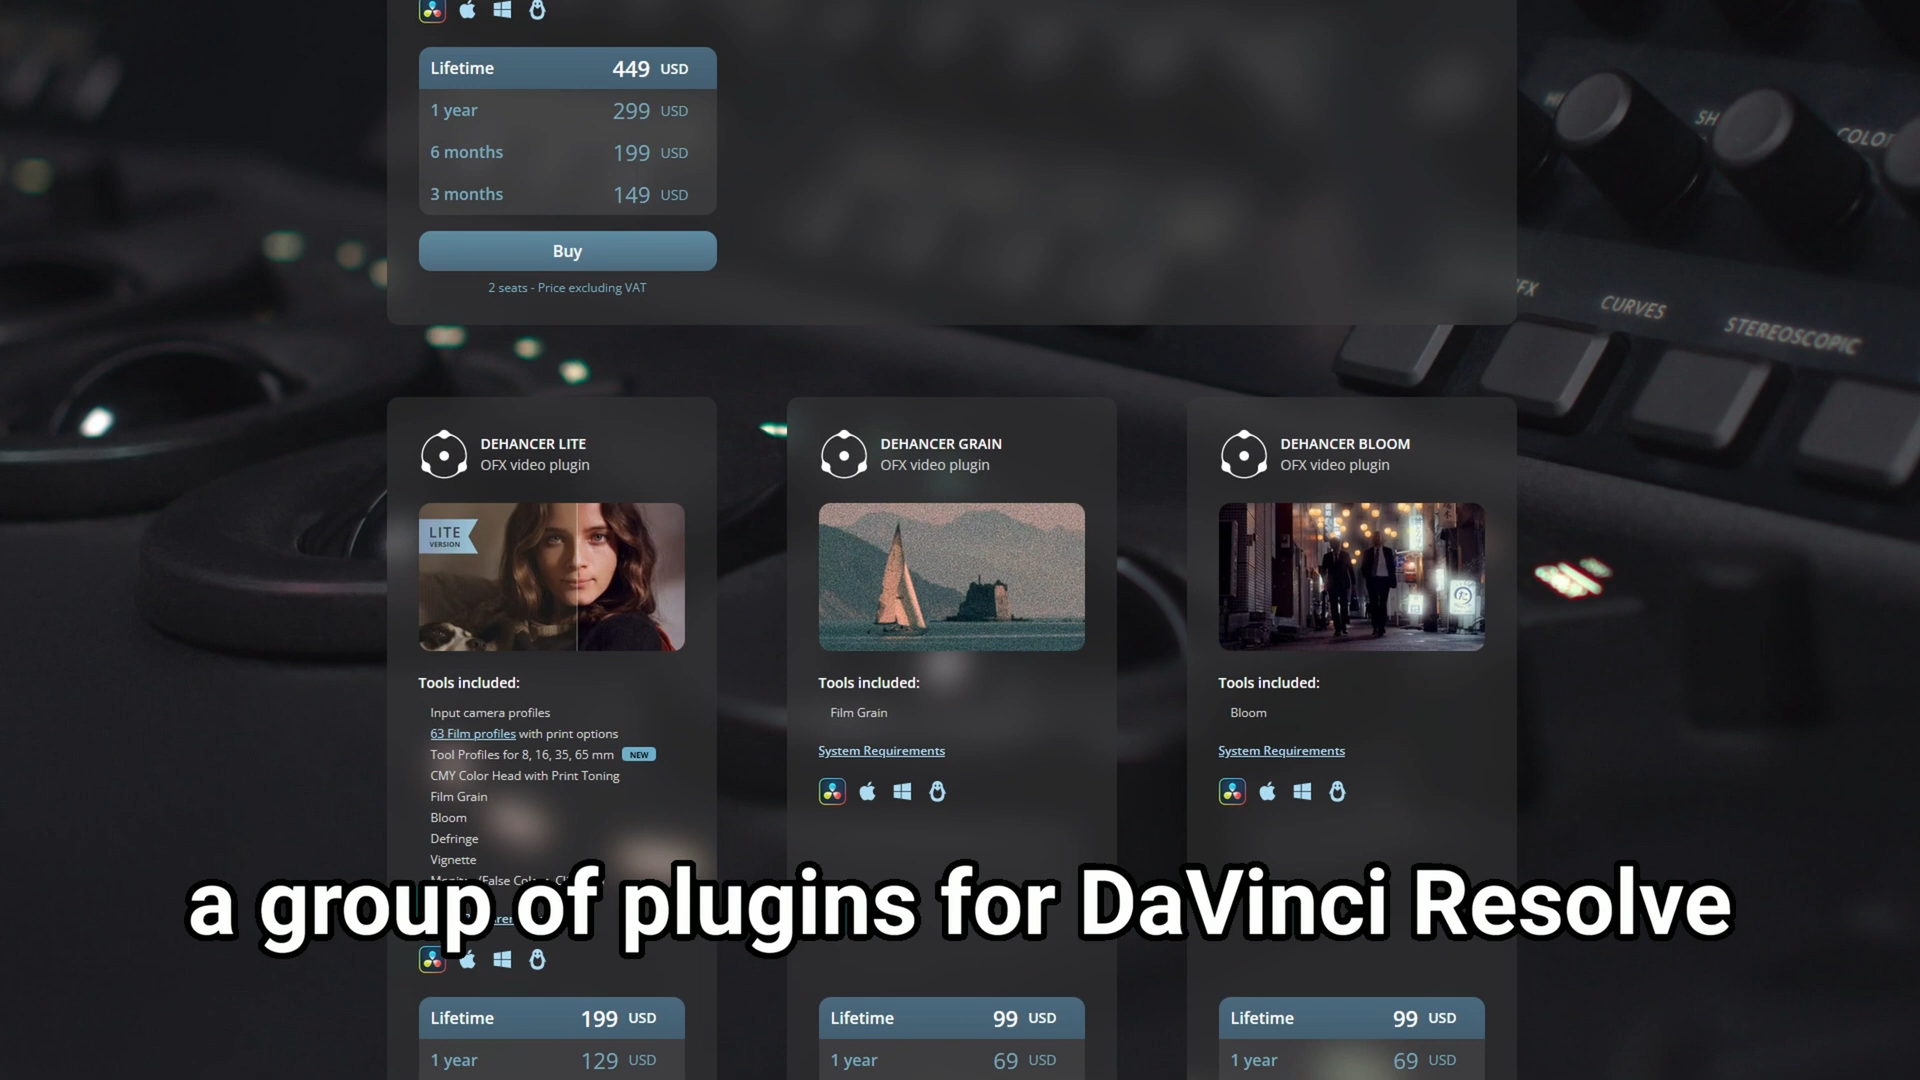 Lifetime 449 USD
1 year 299 USD
6 months 199 USD
3 months 149 USD
Buy
2 seats - Price excluding VAT
SH
COLOR
FX
CURVES
STEREOSCOPIC
DEHANCER LITE
OFX video plugin
LITE
VERSION
Tools included:
Input camera profiles
63 Film profiles with print options
Tool Profiles for 8, 16, 35, 65 mm NEW
CMY Color Head with Print Toning
Film Grain
Bloom
Defringe
Vignette
DEHANCER GRAIN
OFX video plugin
Tools included:
Film Grain
System Requirements
DEHANCER BLOOM
OFX video plugin
Tools included:
Bloom
System Requirements
a group of plugins for DaVinci Resolve
Lifetime 199 USD
1 year 129 USD
Lifetime 99 USD
1 year 69 USD
Lifetime 99 USD
1 year 69 USD